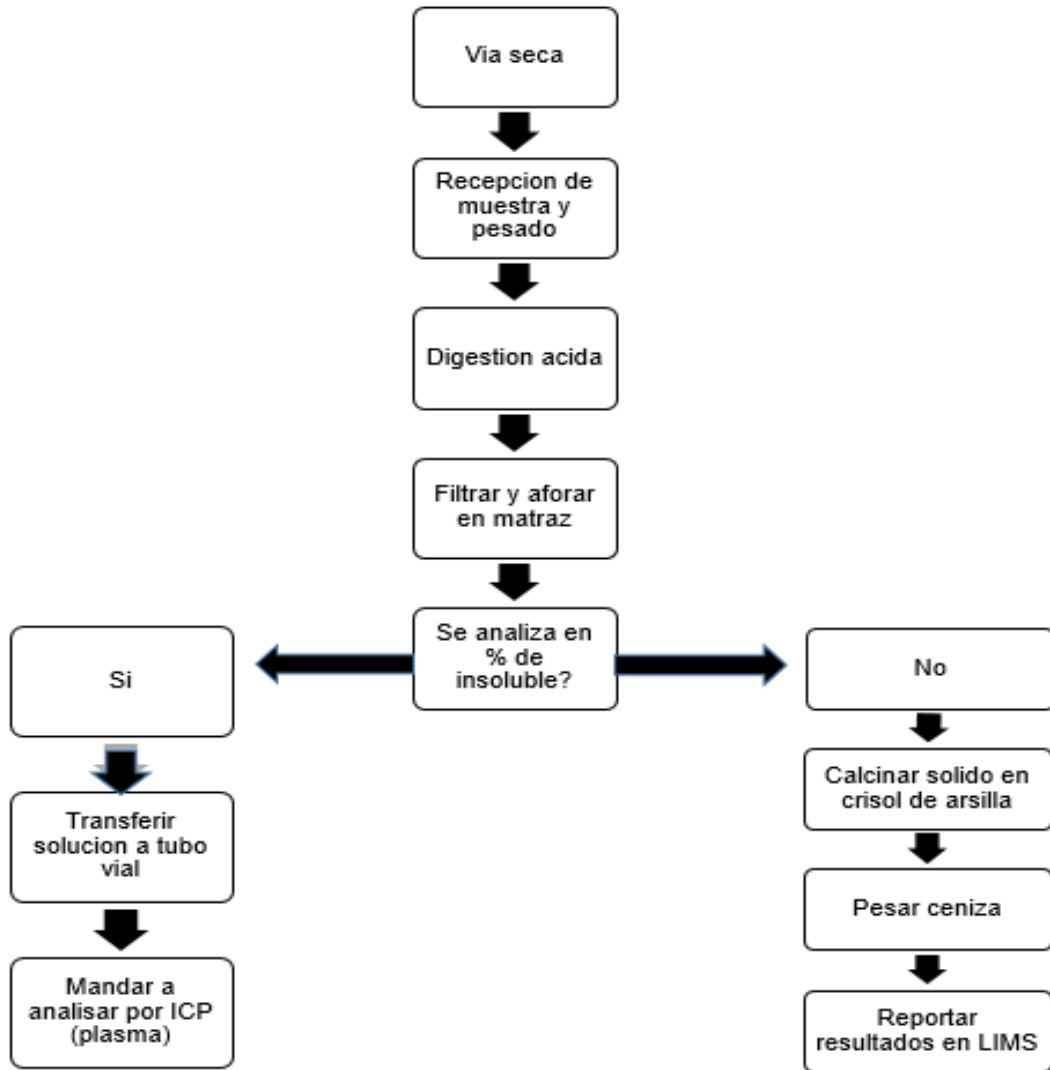 Via seca
Recepcion de
muestra y
pesado
Digestion acida
Filtrar y aforar
en matraz
Se analiza en
% de
insoluble?
Si
No
Transferir
solucion a tubo
vial
Mandar a
analisar por ICP
(plasma)
Calcinar solido en
crisol de arsilla
Pesar ceniza
Reportar
resultados en LIMS